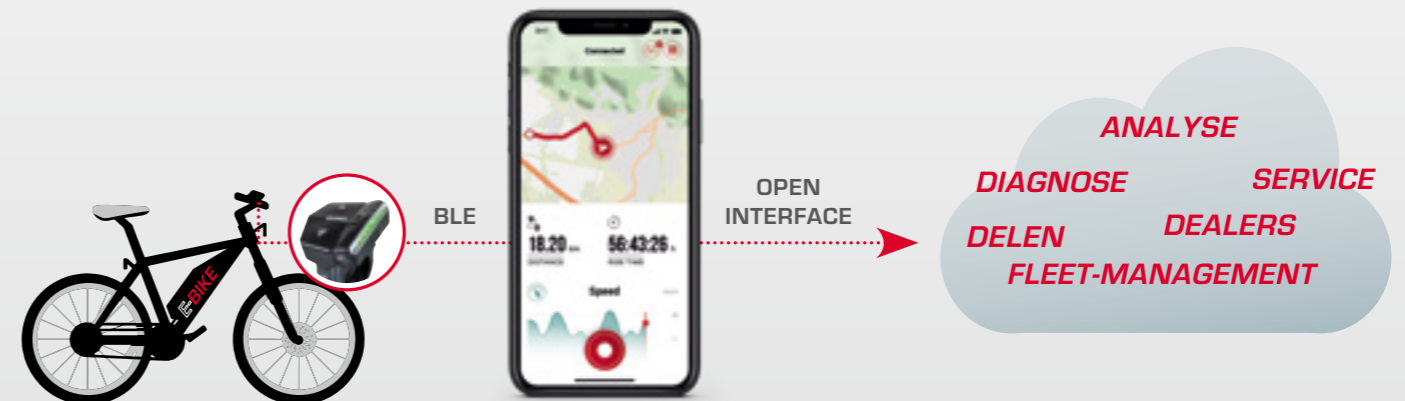 Connected
ANALYSE
DIAGNOSE
SERVICE
OPEN
INTERFACE
BLE
DEALERS
DELEN
18.20
56:43:26
DISTANCE
RIDE TIME
FLEET-MANAGEMENT
E-BIKE
Speed